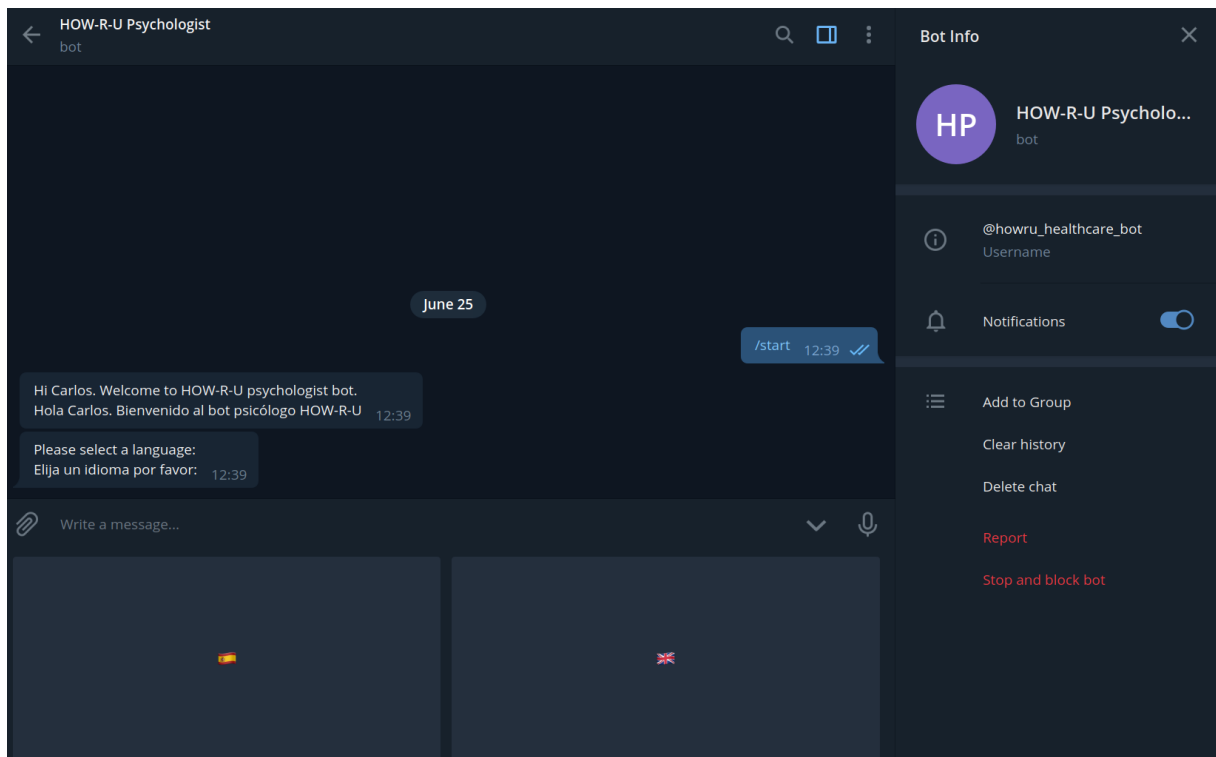 HOW-R-U Psychologist
bot
June 25
/start 12:39
Hi Carlos. Welcome to HOW-R-U psychologist bot.
Hola Carlos. Bienvenido al bot psicólogo HOW-R-U 12:39
Please select a language:
Elija un idioma por favor: 12:39
Write a message...
Bot Info
HP
HOW-R-U Psycholo...
bot
@howru_healthcare_bot
Username
Notifications
Add to Group
Clear history
Delete chat
Report
Stop and block bot